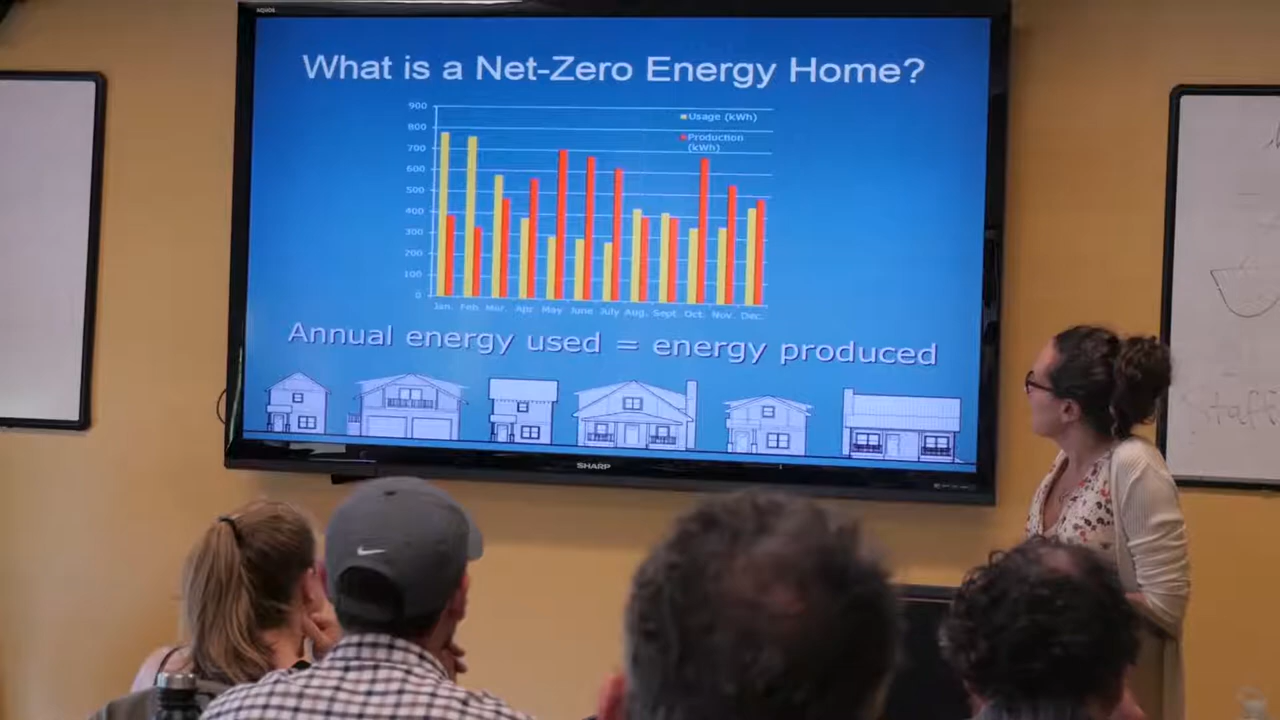 AQUOS
What is a Net-Zero Energy Home?
900
800
700
600
500
400
300
200
100
0
Usage (kWh)
Production
(kWh)
Jan. Feb. Mar. Apr. May June July Aug. Sept. Oct. Nov. Dec.
Annual energy used = energy produced
SHARP
Staff